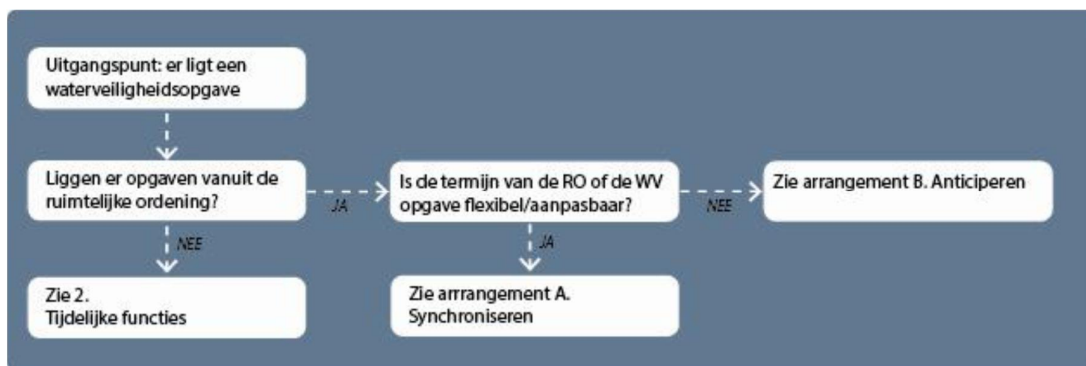 Uitgangspunt: er ligt een
waterveiligheidsopgave
Liggen er opgaven vanuit de
ruimtelijke ordening?
JA
Is de termijn van de RO of de WV
opgave flexibel/aanpasbaar?
NEE
Zie arrangement B. Anticiperen
NEE
Zie 2.
Tijdelijke functies
JA
Zie arrrangement A.
Synchroniseren